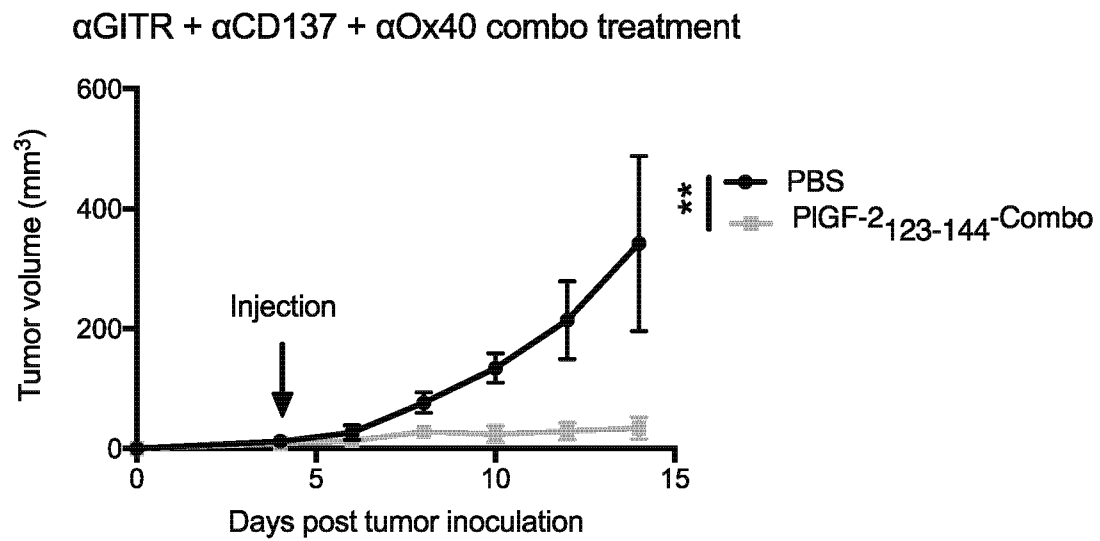 αGITR + αCD137 + αOx40 combo treatment
600
400
200
0
Tumor volume (mm³)
Injection
**
PBS
PlGF-2₁₂₃₋₁₄₄-Combo
0 5 10 15
Days post tumor inoculation